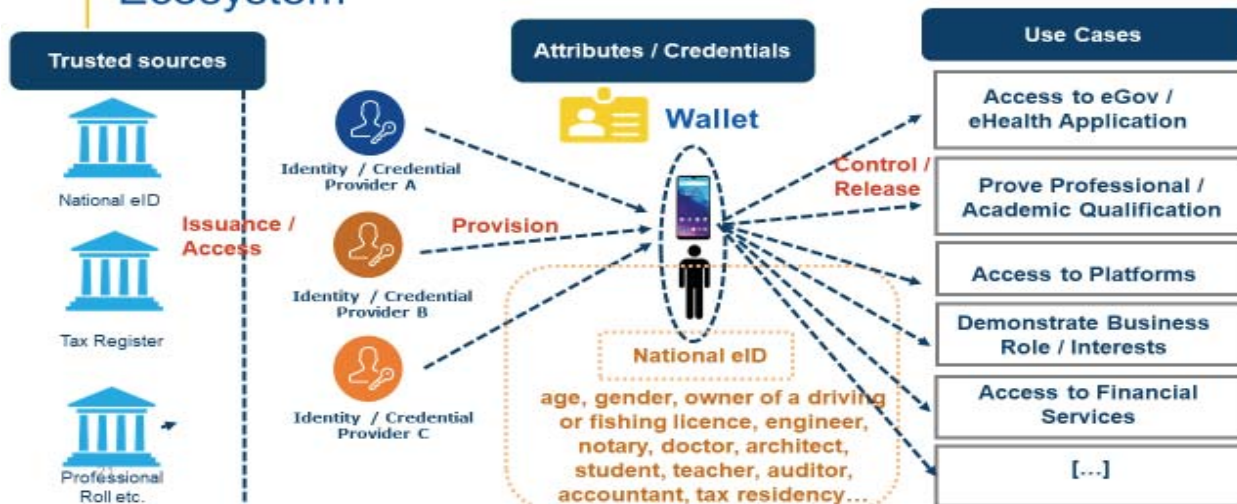 Ecosystem
Trusted sources
National eID
Tax Register
Professional
Roll etc.
Issuance /
Access
Identity / Credential
Provider A
Identity / Credential
Provider B
Identity / Credential
Provider C
Provision
Attributes / Credentials
Wallet
National eID
age, gender, owner of a driving
or fishing licence, engineer,
notary, doctor, architect,
student, teacher, auditor,
accountant, tax residency...
Control /
Release
Use Cases
Access to eGov /
eHealth Application
Prove Professional /
Academic Qualification
Access to Platforms
Demonstrate Business
Role / Interests
Access to Financial
Services
[...]